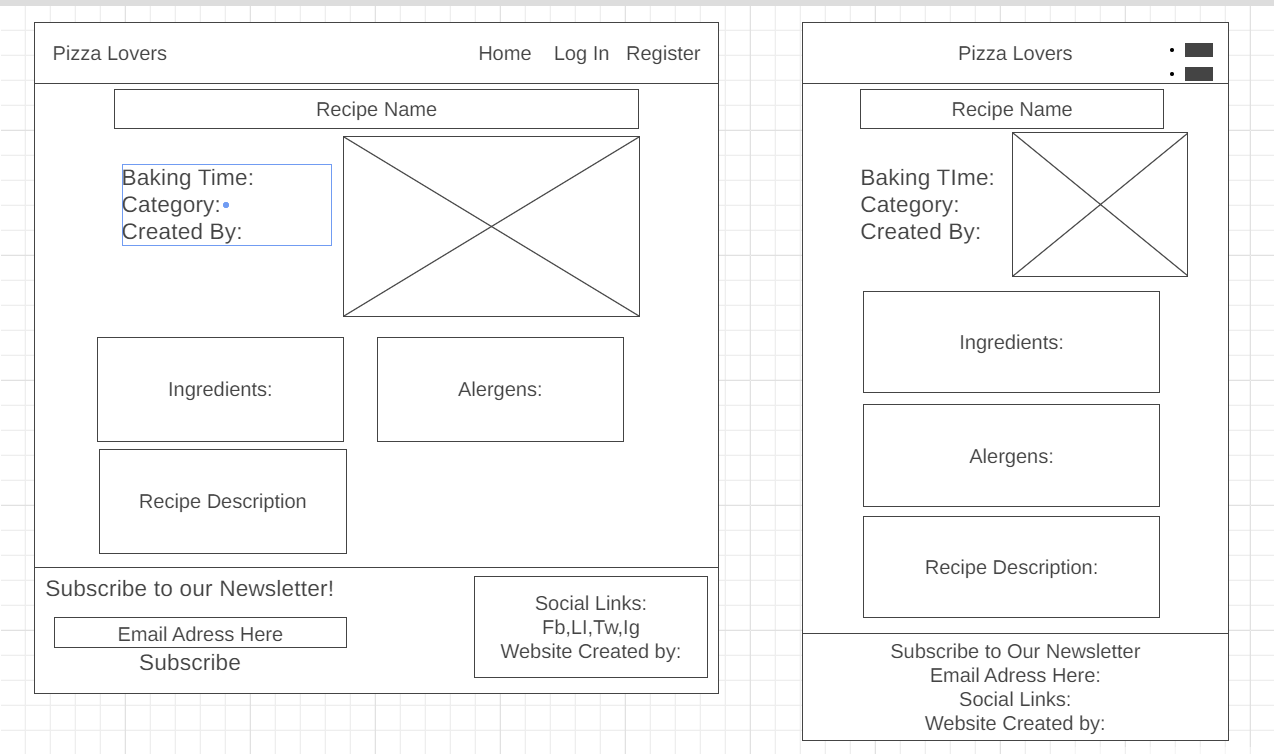 Pizza Lovers
Home
Log In
Register
Recipe Name
Baking Time:
Category:
Created By:
Ingredients:
Alergens:
Recipe Description
Subscribe to our Newsletter!
Email Adress Here
Subscribe
Social Links:
Fb,LI,Tw,Ig
Website Created by:
Pizza Lovers
Recipe Name
Baking TIme:
Category:
Created By:
Ingredients:
Alergens:
Recipe Description:
Subscribe to Our Newsletter
Email Adress Here:
Social Links:
Website Created by: